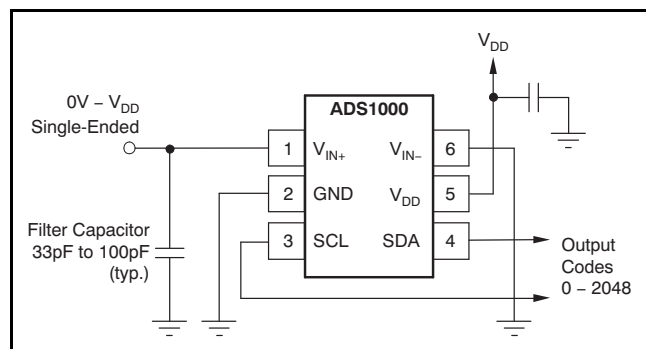 V_DD
0V – V_DD
Single-Ended
ADS1000
1 V_IN+ V_IN– 6
2 GND V_DD 5
3 SCL SDA 4
Filter Capacitor
33pF to 100pF
(typ.)
Output
Codes
0 – 2048